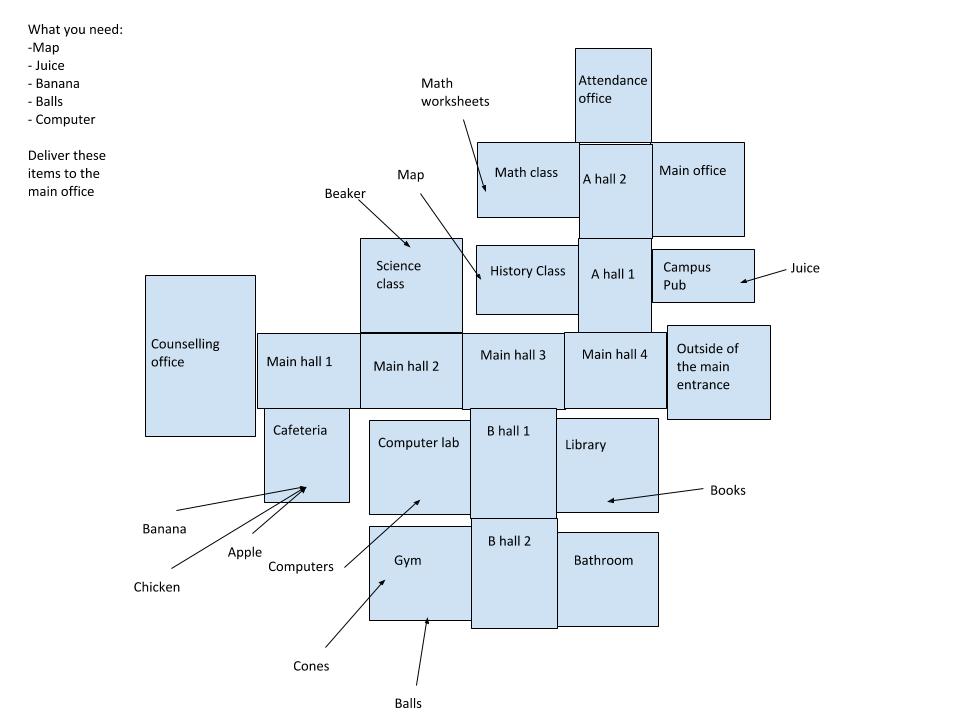 What you need:
-Map
- Juice
- Banana
- Balls
- Computer
Deliver these
items to the
main office
Attendance
office
Math
worksheets
Math class
A hall 2
Main office
Map
Beaker
Science
class
History Class
A hall 1
Campus
Pub
Juice
Counselling
office
Main hall 1
Main hall 2
Main hall 3
Main hall 4
Outside of
the main
entrance
Cafeteria
Computer lab
B hall 1
Library
Books
Banana
Apple
Chicken
Computers
Gym
B hall 2
Bathroom
Cones
Balls